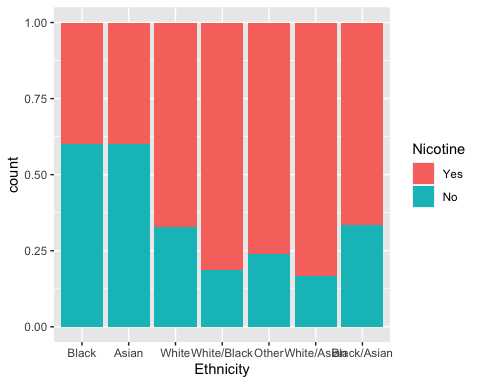 1.00
0.75
0.50
0.25
0.00
count
Black Asian White White/Black Other White/Asian Black/Asian
Ethnicity
Nicotine
Yes
No